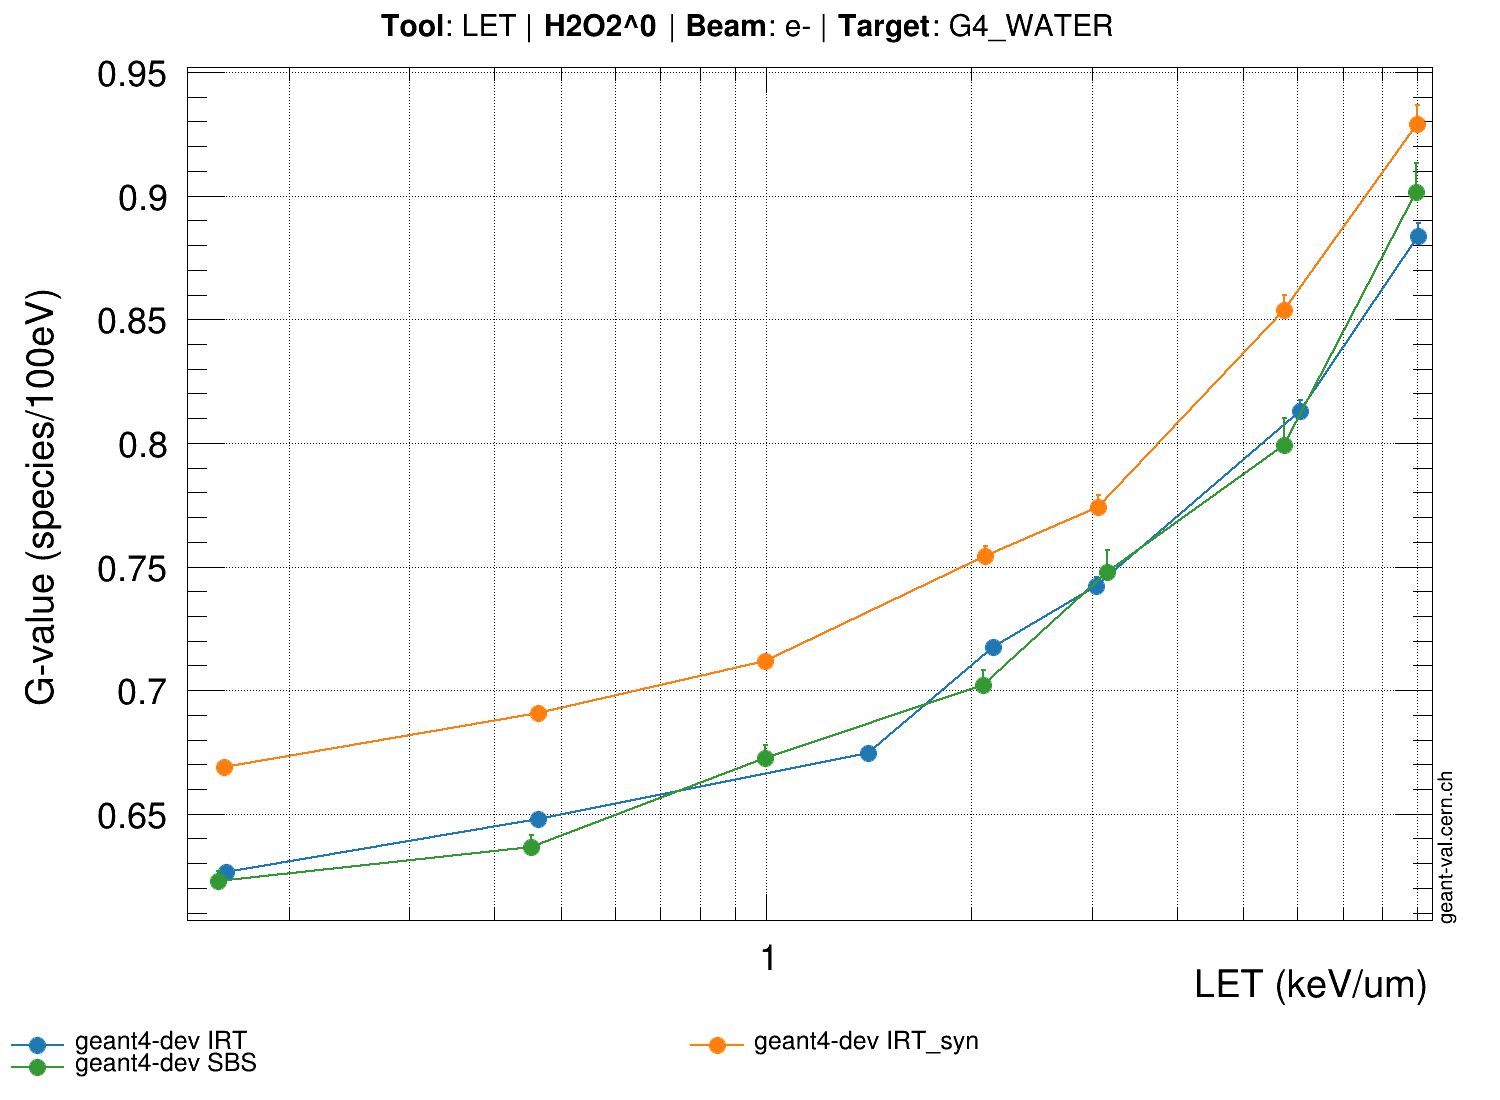 Tool: LET | H2O2^0 | Beam: e- | Target: G4_WATER
0.95
0.9
0.85
0.8
0.75
0.7
0.65
G-value (species/100eV)
1
LET (keV/um)
geant-val.cern.ch
geant4-dev IRT
geant4-dev IRT_syn
geant4-dev SBS